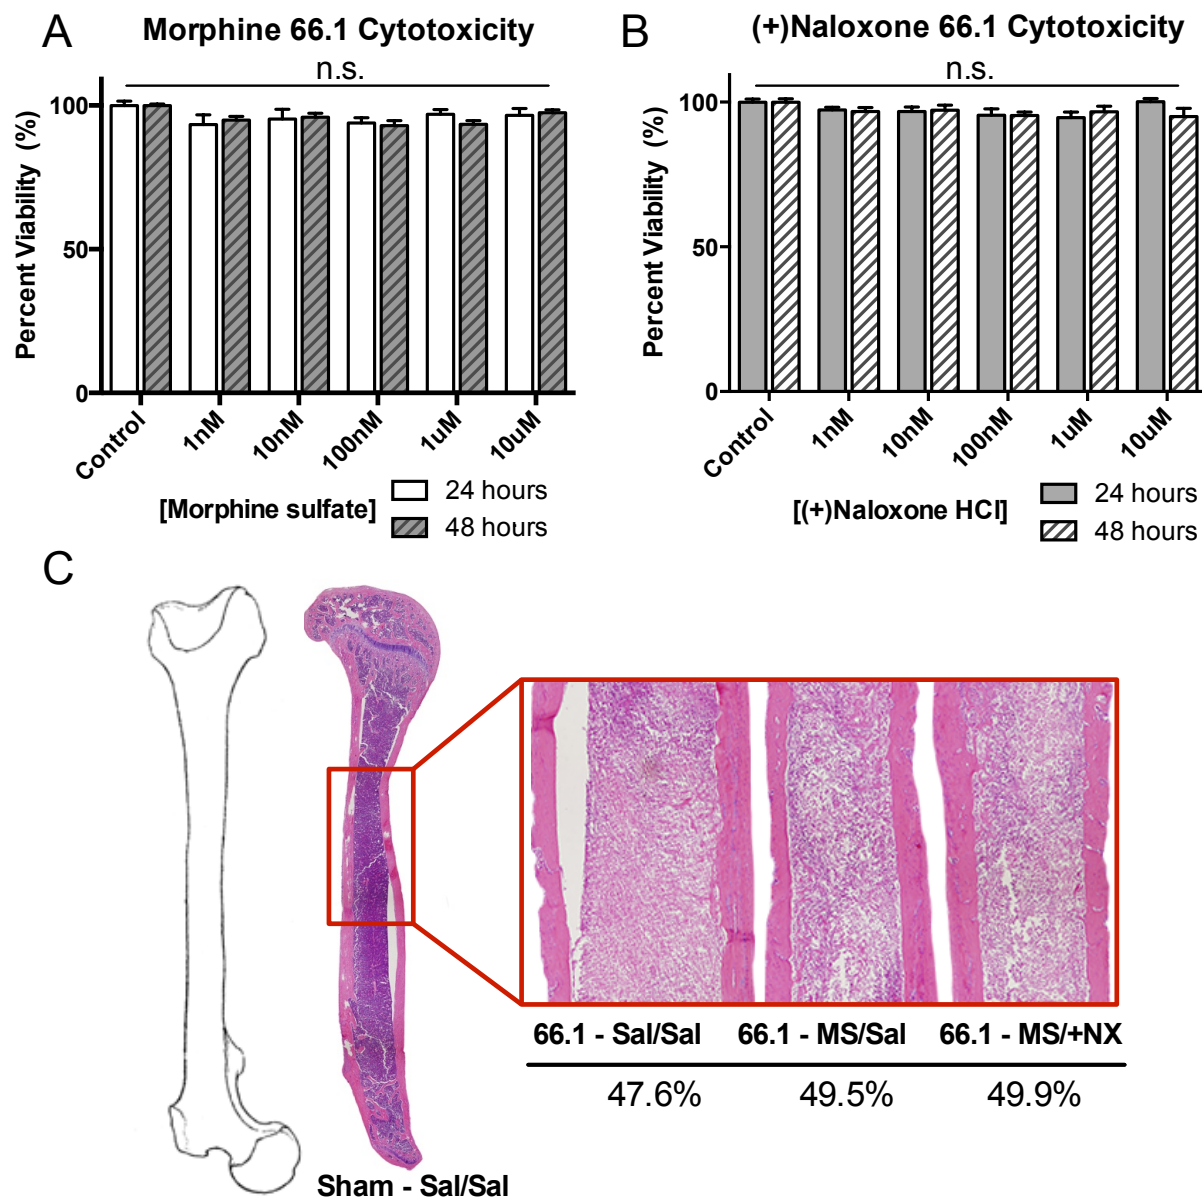 A
Morphine 66.1 Cytotoxicity
n.s.
Percent Viability (%)
100
50
0
Control
1nM
10nM
100nM
1uM
10uM
[Morphine sulfate]
24 hours
48 hours
B
(+)Naloxone 66.1 Cytotoxicity
n.s.
Percent Viability (%)
100
50
0
Control
1nM
10nM
100nM
1uM
10uM
[(+)Naloxone HCl]
24 hours
48 hours
C
Sham - Sal/Sal
66.1 - Sal/Sal 66.1 - MS/Sal 66.1 - MS/+NX
47.6% 49.5% 49.9%